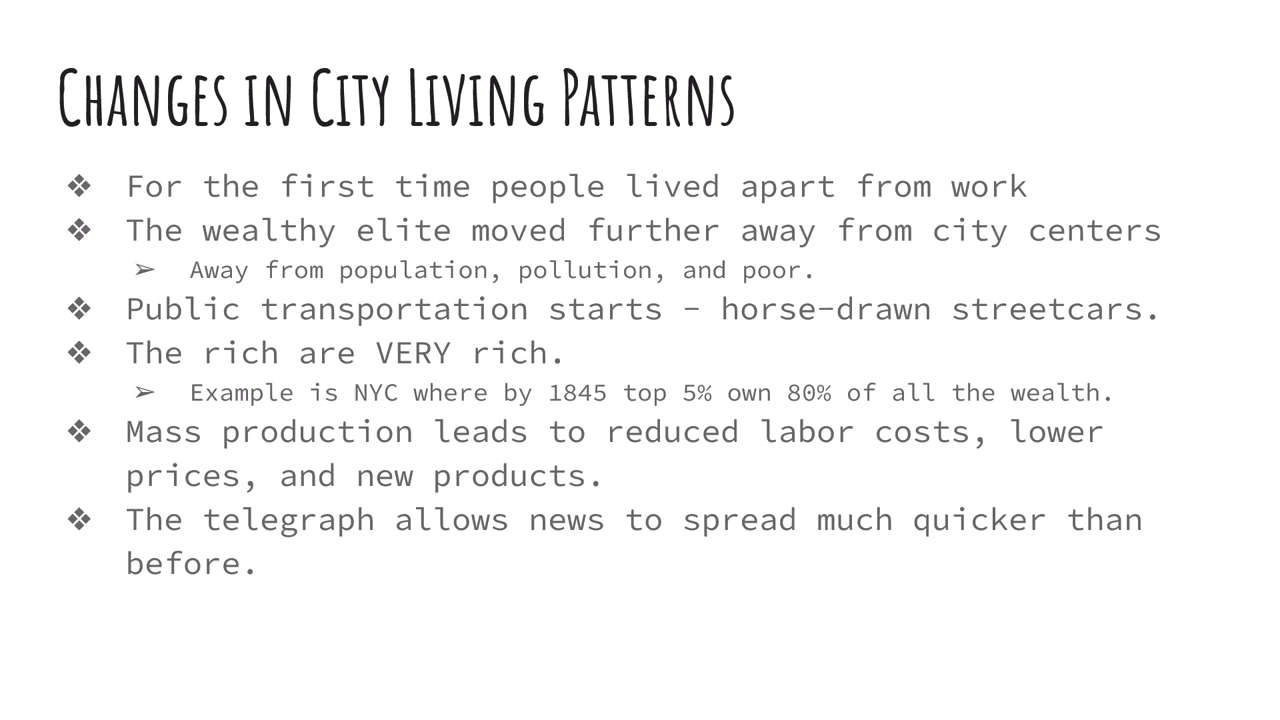 Changes in City Living Patterns
❖ For the first time people lived apart from work
❖ The wealthy elite moved further away from city centers
➢ Away from population, pollution, and poor.
❖ Public transportation starts - horse-drawn streetcars.
❖ The rich are VERY rich.
➢ Example is NYC where by 1845 top 5% own 80% of all the wealth.
❖ Mass production leads to reduced labor costs, lower
prices, and new products.
❖ The telegraph allows news to spread much quicker than
before.